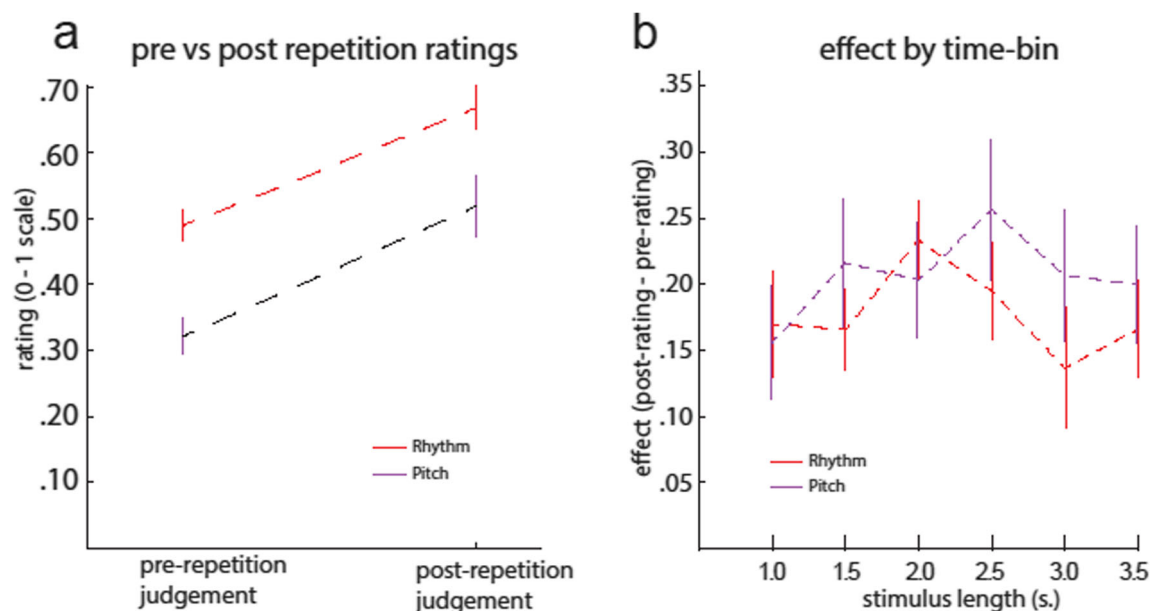 a
pre vs post repetition ratings
rating (0 - 1 scale)
.70
.60
.50
.40
.30
.20
.10
Rhythm
Pitch
pre-repetition
judgement
post-repetition
judgement
b
effect by time-bin
effect (post-rating - pre-rating)
.35
.30
.25
.20
.15
.10
.05
Rhythm
Pitch
1.0 1.5 2.0 2.5 3.0 3.5
stimulus length (s.)